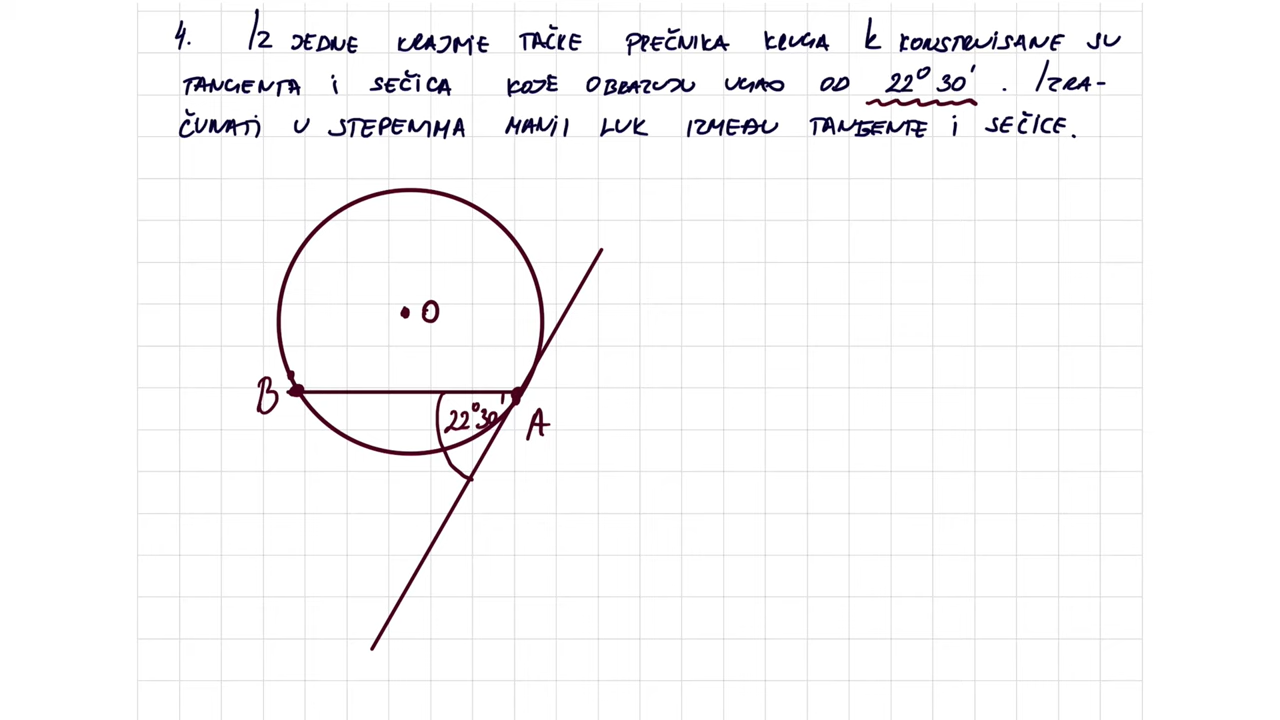 4. IZ JEDNE KRAJNJE TAČKE PREČNIKA KRUGA k KONSTRUISANE SU
TANGENTA i SEČICA KOJE OBRAZUJU UGAO OD 22° 30'. IZRA-
ČUNATI U STEPENIMA MANJI LUK IZMEĐU TANGENTE i SEČICE.
O
B
22°30'
A